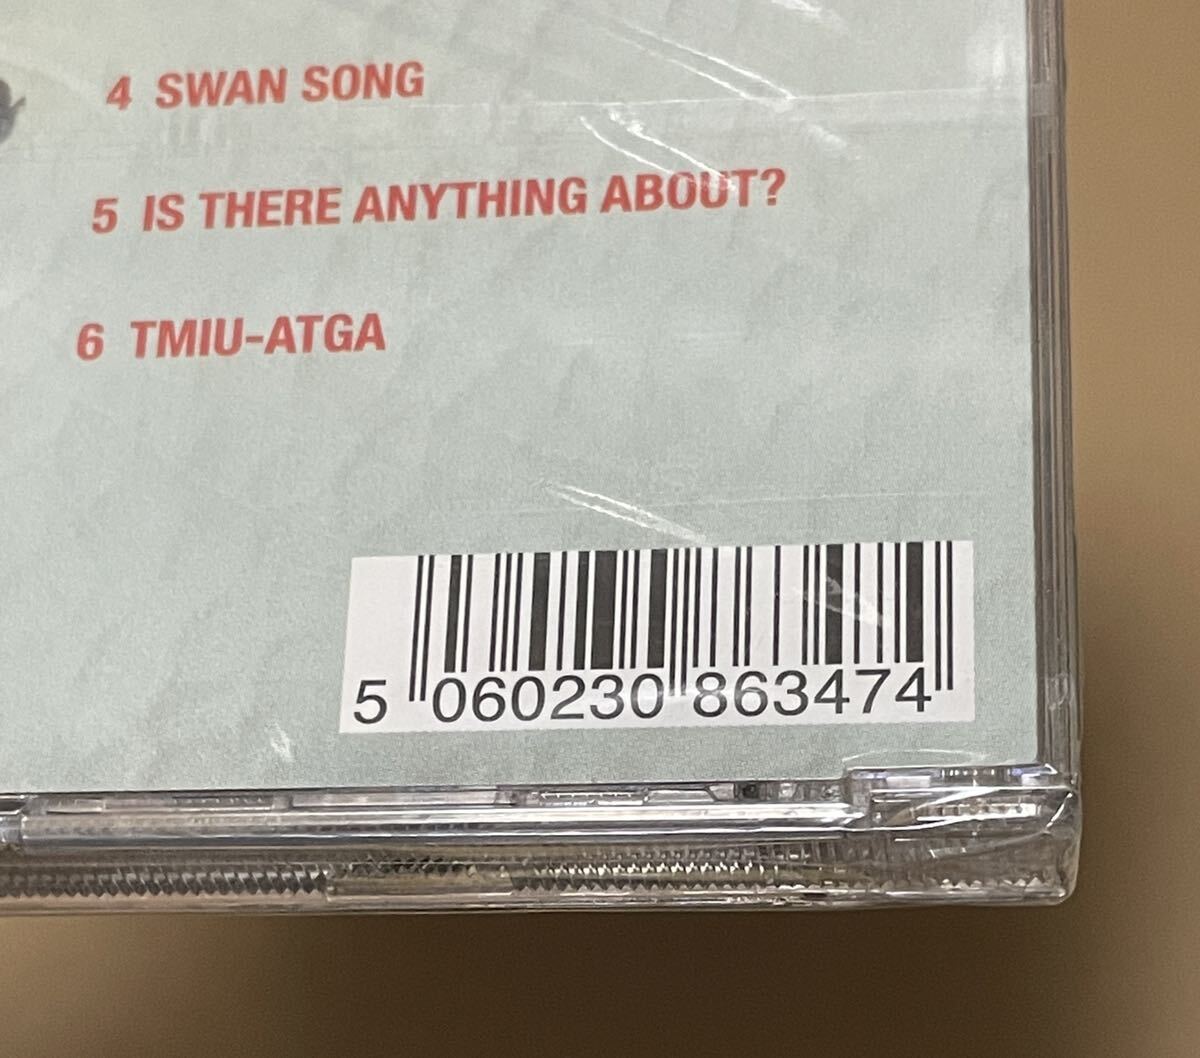 4 SWAN SONG
5 IS THERE ANYTHING ABOUT?
6 TMIU-ATGA
5 060230 863474